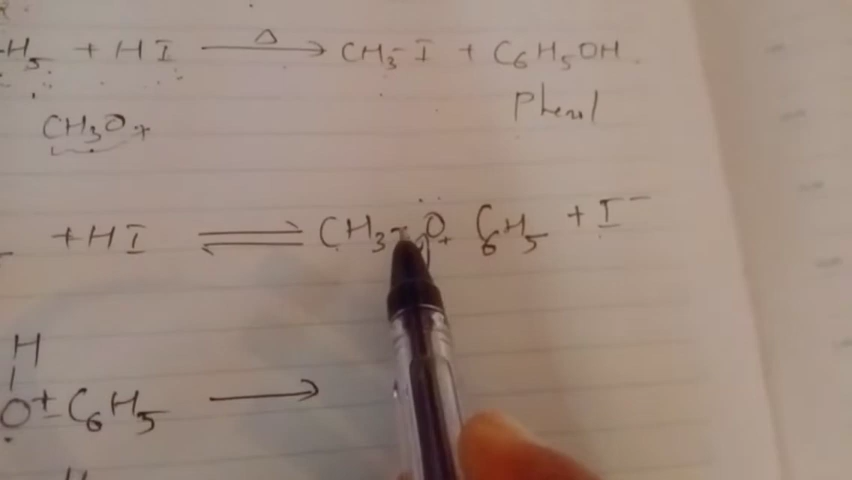 H5 + HI —Δ→ CH3-I + C6H5OH
Phenol
CH3O+
+HI ⇌ CH3-O+ C6H5 + I−
H
|
O+-C6H5 ⟶